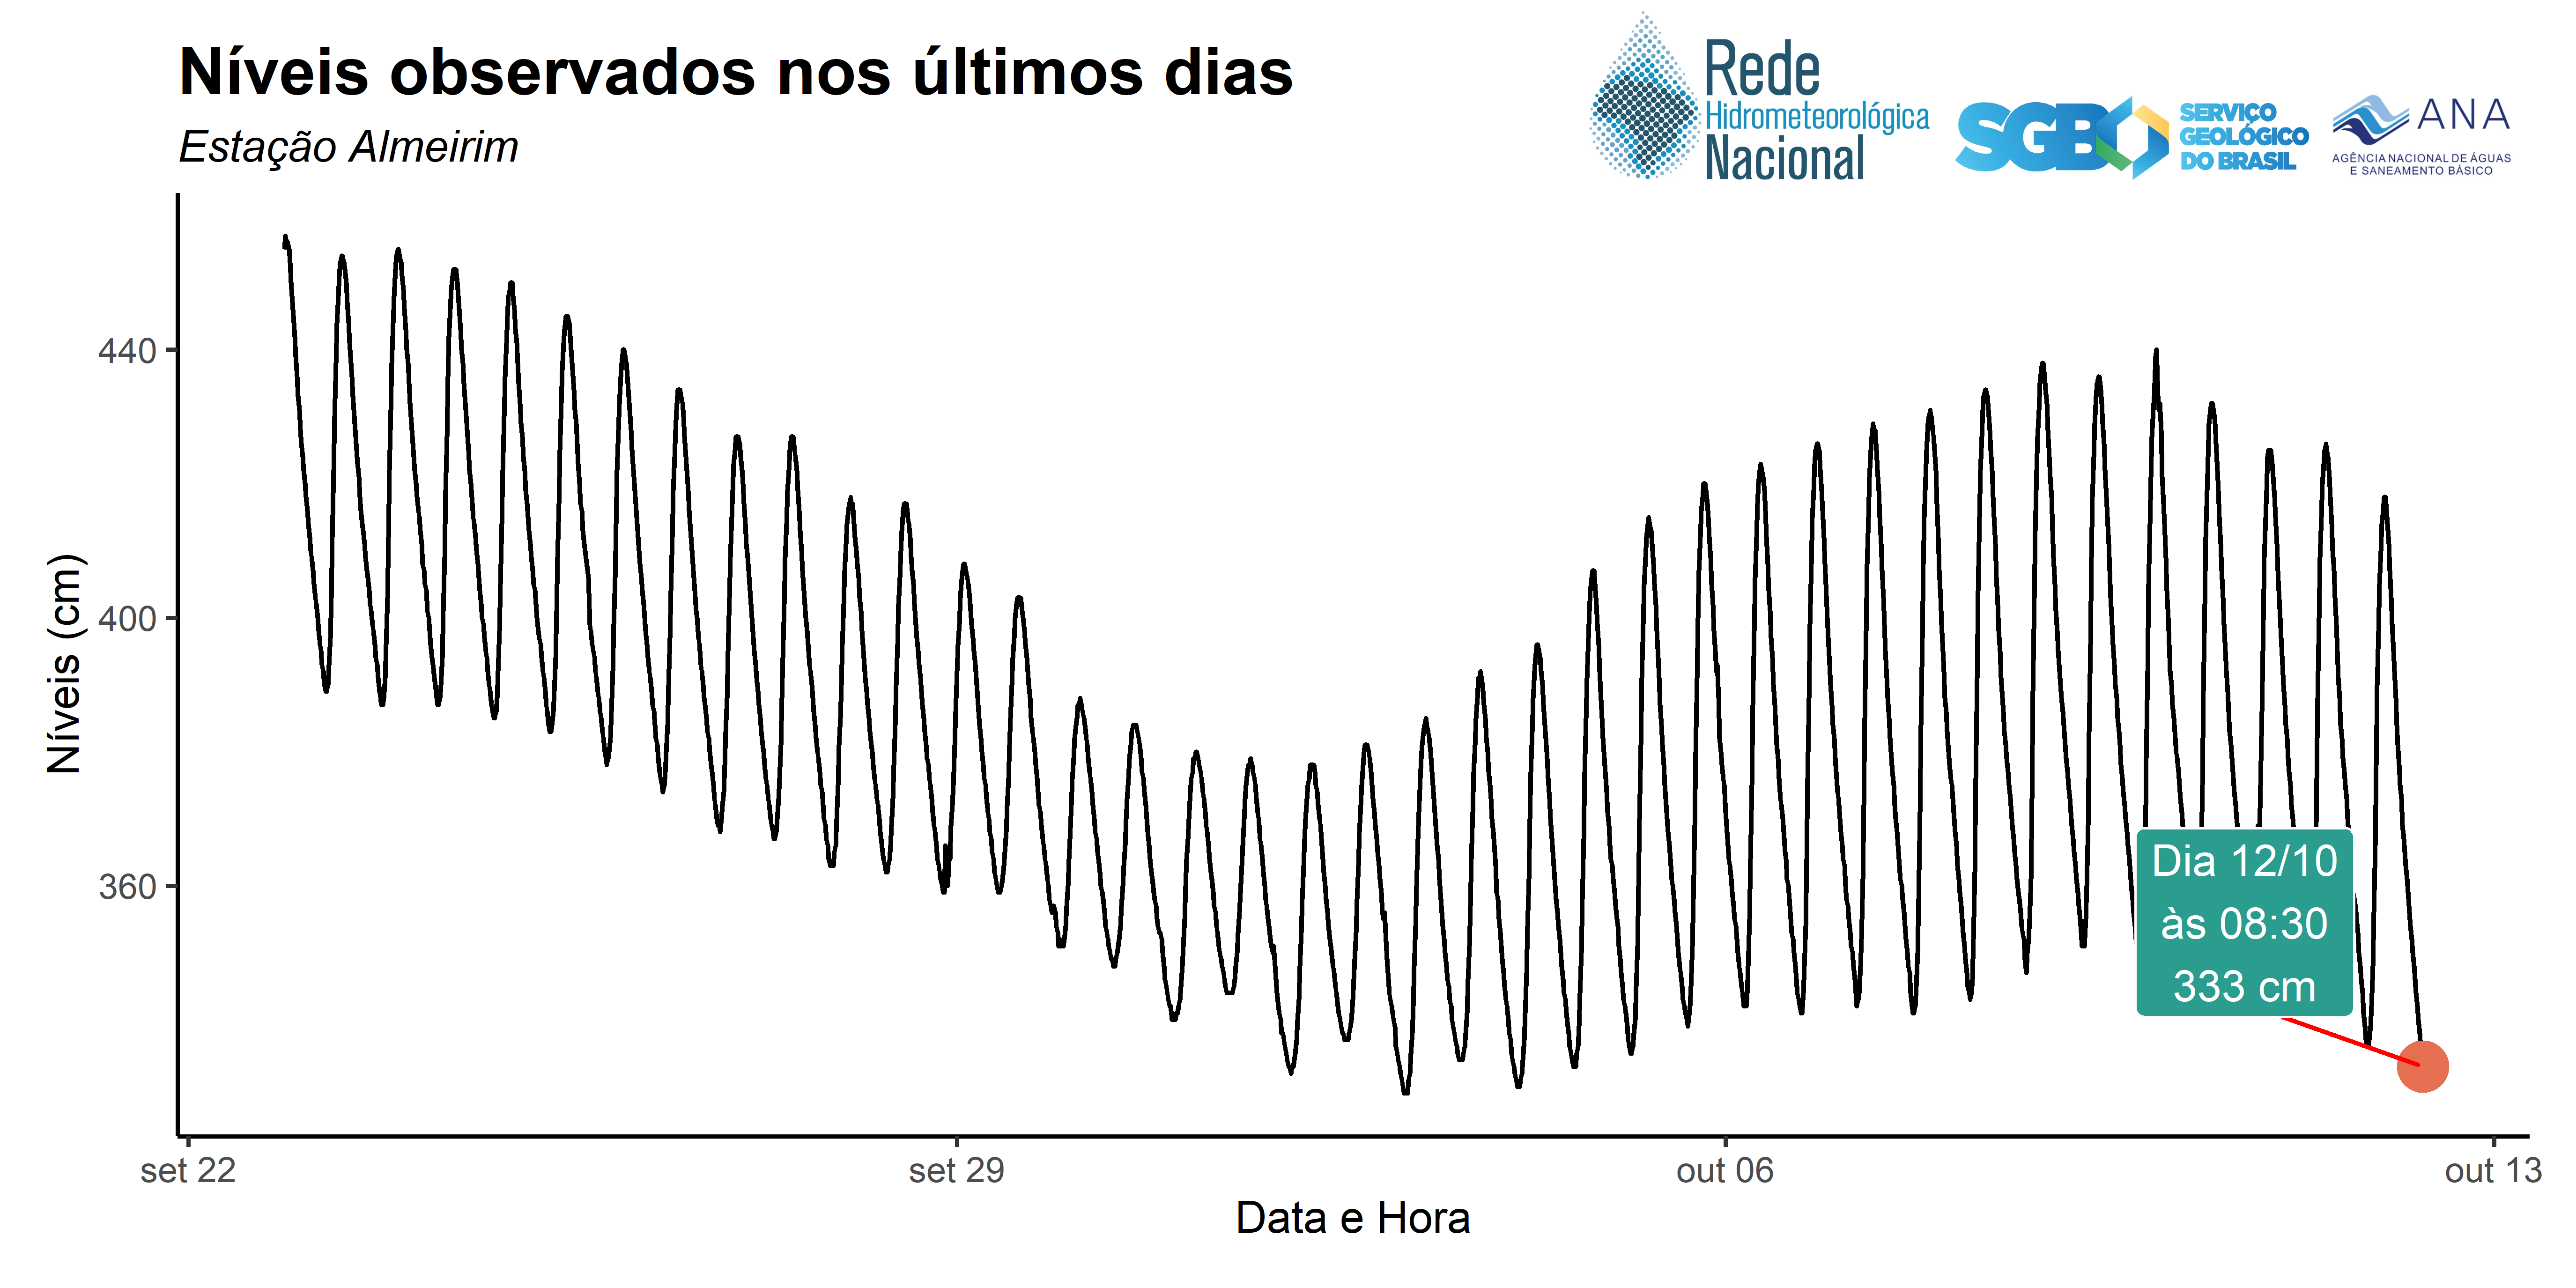 Níveis observados nos últimos dias
Estação Almeirim
Rede
Hidrometeorológica
Nacional
SGB
SERVIÇO
GEOLÓGICO
DO BRASIL
ANA
AGÊNCIA NACIONAL DE ÁGUAS
E SANEAMENTO BÁSICO
Níveis (cm)
440
400
360
Dia 12/10
às 08:30
333 cm
set 22
set 29
out 06
out 13
Data e Hora